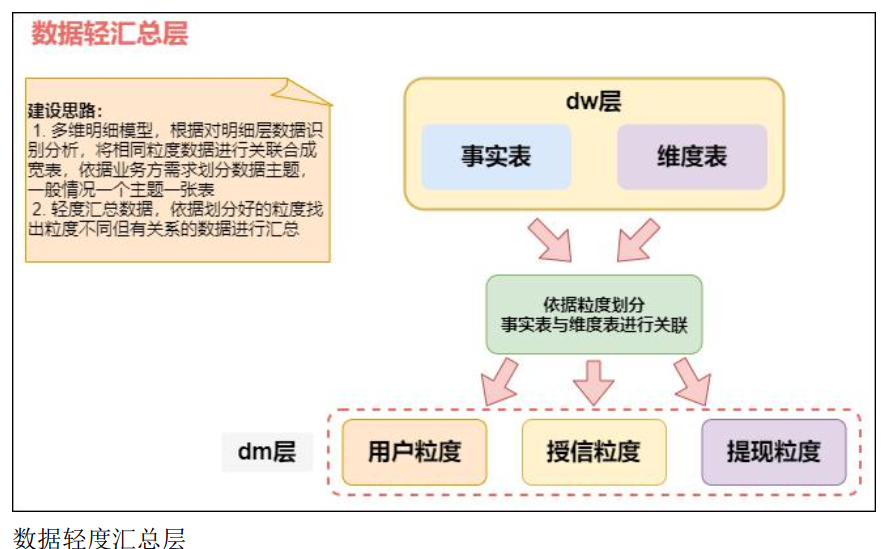 数据轻汇总层
建设思路：
1. 多维明细模型，根据对明细层数据识
别分析，将相同粒度数据进行关联合成
宽表，依据业务方需求划分数据主题，
一般情况一个主题一张表
2. 轻度汇总数据，依据划分好的粒度找
出粒度不同但有关系的数据进行汇总
dw层
事实表
维度表
依据粒度划分
事实表与维度表进行关联
dm层
用户粒度
授信粒度
提现粒度
数据轻度汇总层